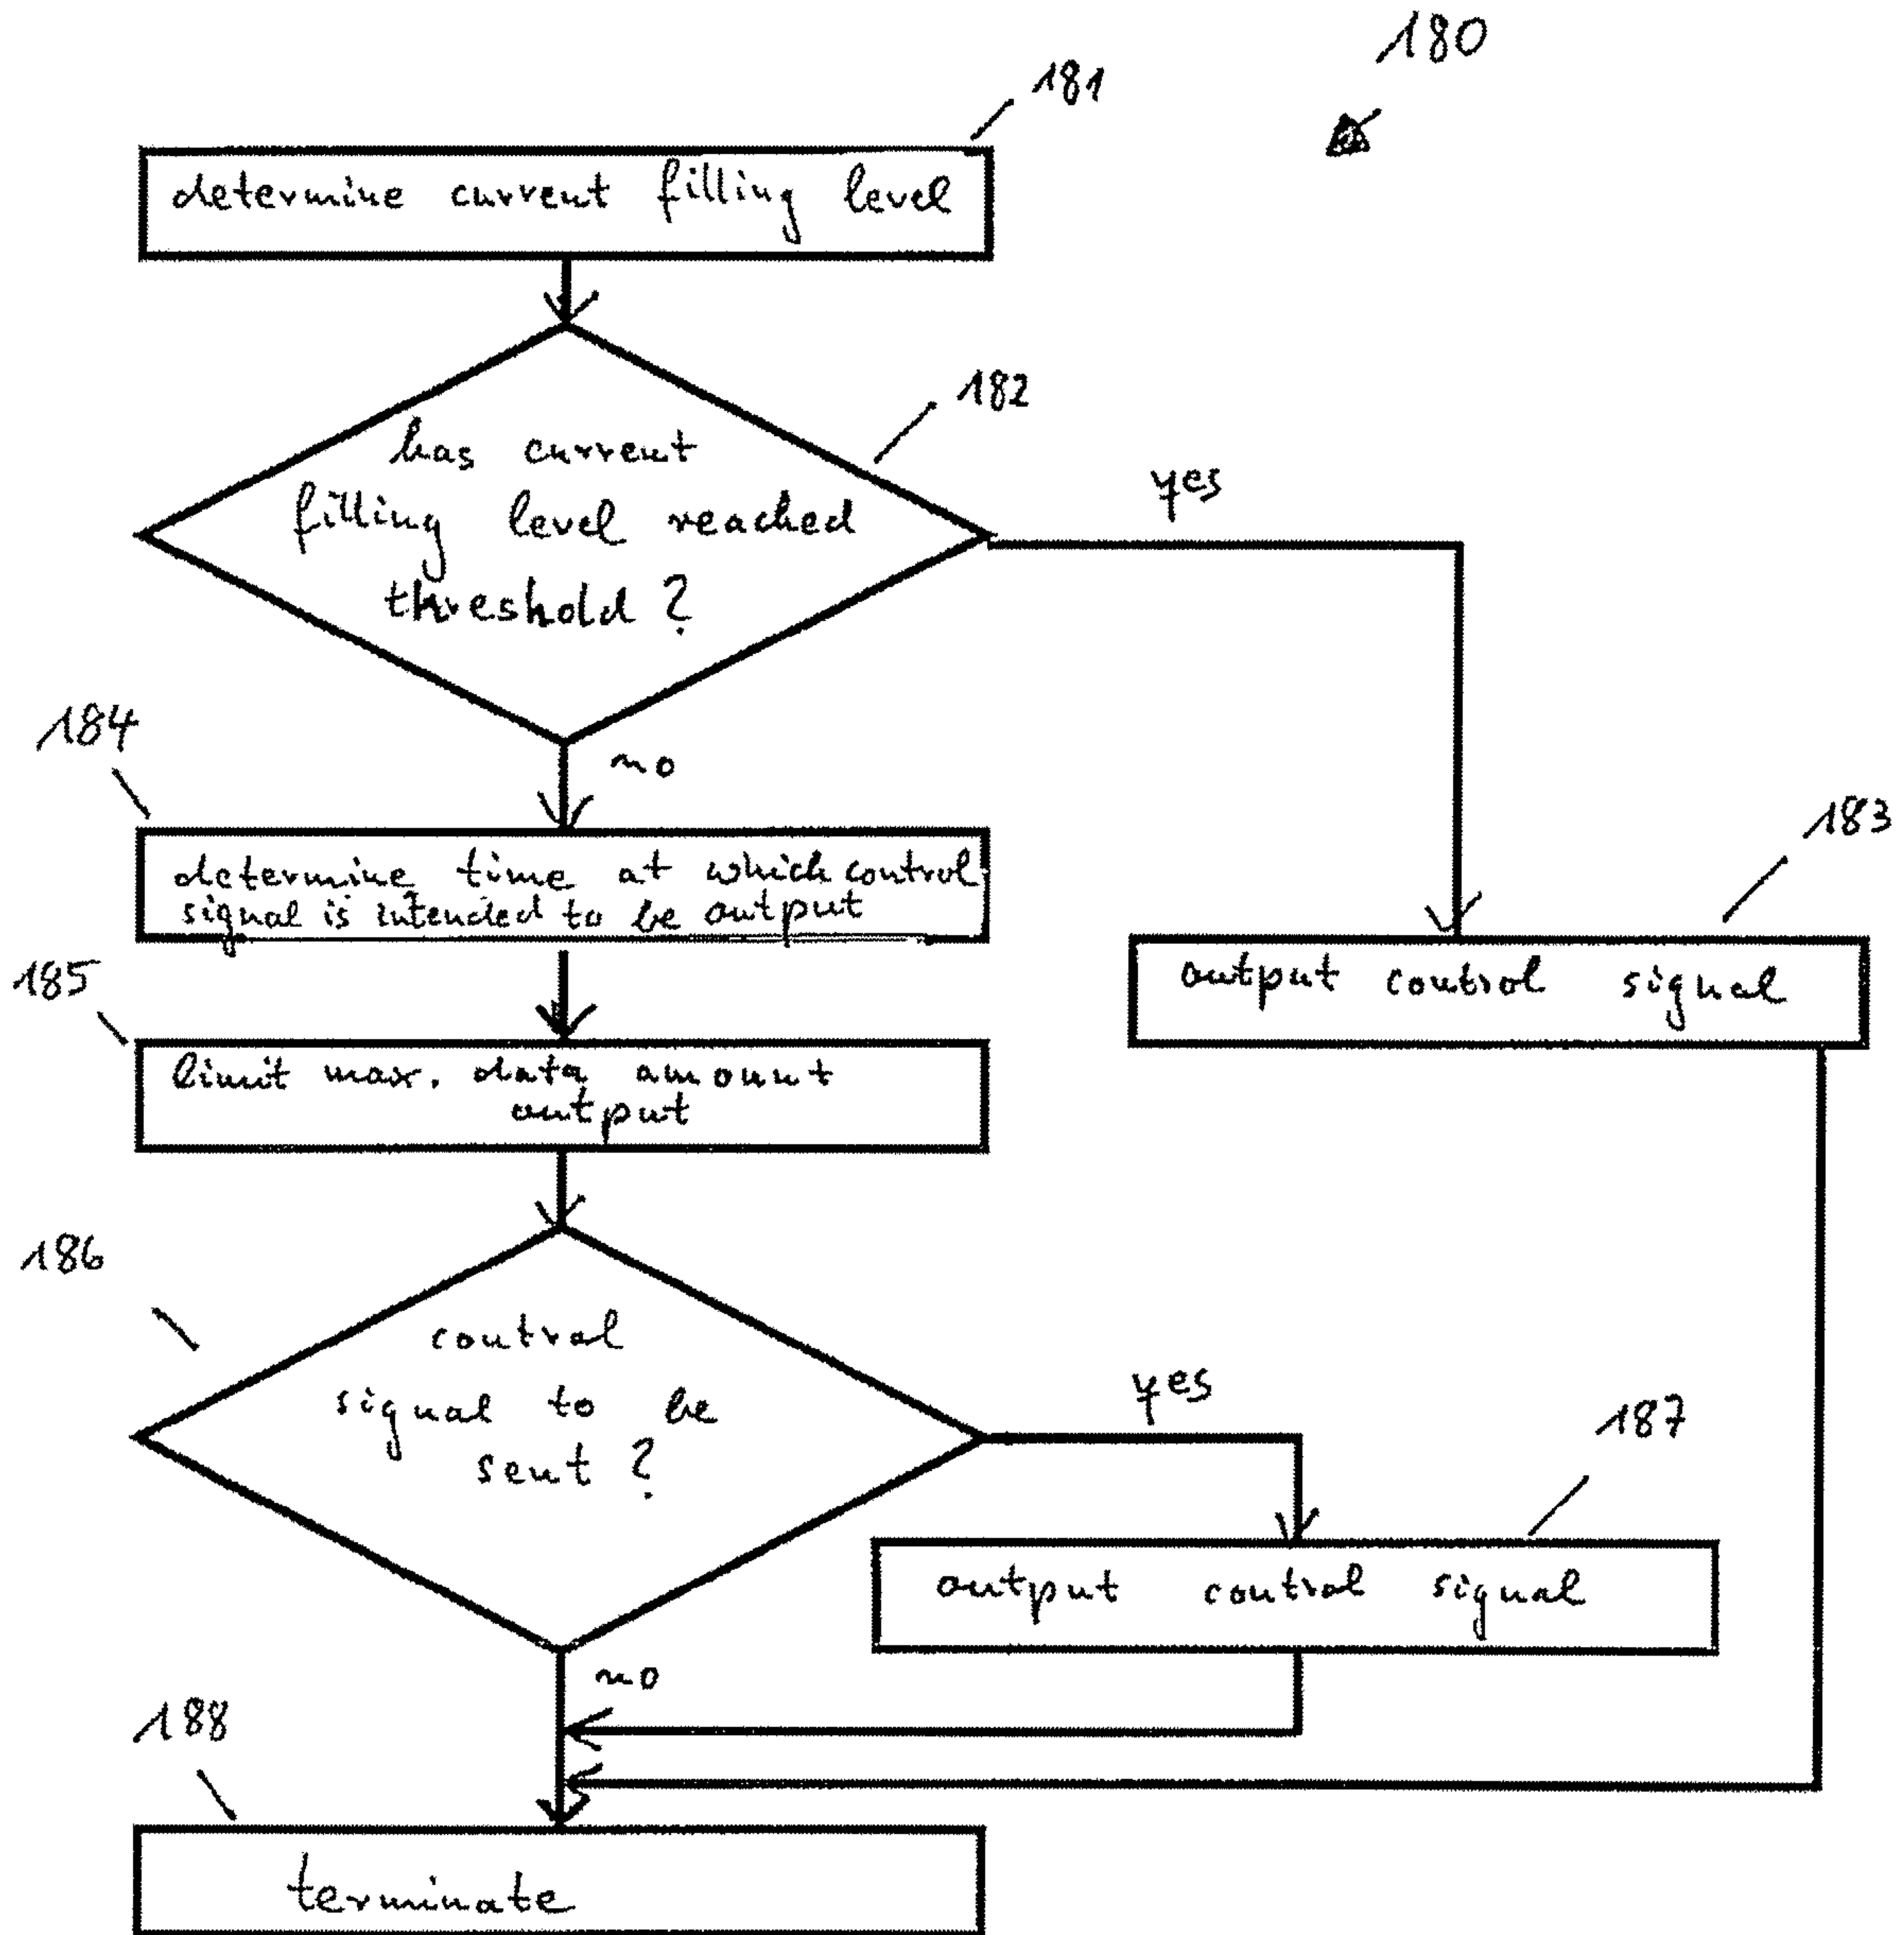 180
181
determine current filling level
182
has current
filling level reached
threshold ?
yes
no
184
determine time at which control
signal is intended to be output
183
output control signal
185
limit max. data amount
output
186
control
signal to be
sent ?
yes
187
output control signal
no
188
terminate